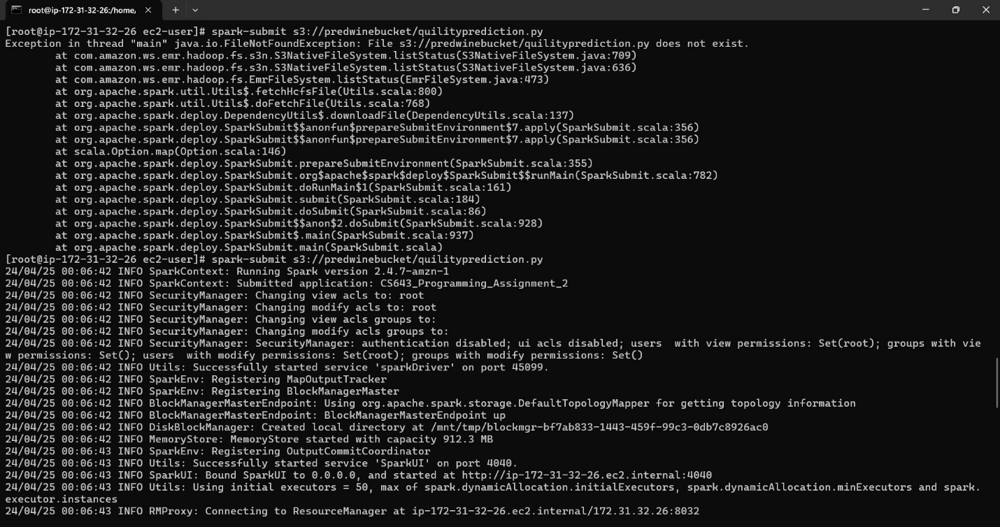 root@ip-172-31-32-26:/home/
[root@ip-172-31-32-26 ec2-user]# spark-submit s3://predwinebucket/quilityprediction.py
Exception in thread "main" java.io.FileNotFoundException: File s3://predwinebucket/quilityprediction.py does not exist.
at com.amazon.ws.emr.hadoop.fs.s3n.S3NativeFileSystem.listStatus(S3NativeFileSystem.java:709)
at com.amazon.ws.emr.hadoop.fs.s3n.S3NativeFileSystem.listStatus(S3NativeFileSystem.java:636)
at com.amazon.ws.emr.hadoop.fs.EmrFileSystem.listStatus(EmrFileSystem.java:473)
at org.apache.spark.util.Utils$.fetchHcfsFile(Utils.scala:800)
at org.apache.spark.util.Utils$.doFetchFile(Utils.scala:768)
at org.apache.spark.deploy.DependencyUtils$.downloadFile(DependencyUtils.scala:137)
at org.apache.spark.deploy.SparkSubmit$$anonfun$prepareSubmitEnvironment$7.apply(SparkSubmit.scala:356)
at org.apache.spark.deploy.SparkSubmit$$anonfun$prepareSubmitEnvironment$7.apply(SparkSubmit.scala:356)
at scala.Option.map(Option.scala:146)
at org.apache.spark.deploy.SparkSubmit.prepareSubmitEnvironment(SparkSubmit.scala:355)
at org.apache.spark.deploy.SparkSubmit.org$apache$spark$deploy$SparkSubmit$$runMain(SparkSubmit.scala:782)
at org.apache.spark.deploy.SparkSubmit.doRunMain$1(SparkSubmit.scala:161)
at org.apache.spark.deploy.SparkSubmit.submit(SparkSubmit.scala:184)
at org.apache.spark.deploy.SparkSubmit.doSubmit(SparkSubmit.scala:86)
at org.apache.spark.deploy.SparkSubmit$$anon$2.doSubmit(SparkSubmit.scala:928)
at org.apache.spark.deploy.SparkSubmit$.main(SparkSubmit.scala:937)
at org.apache.spark.deploy.SparkSubmit.main(SparkSubmit.scala)
[root@ip-172-31-32-26 ec2-user]# spark-submit s3://predwinebucket/quilityprediction.py
24/04/25 00:06:42 INFO SparkContext: Running Spark version 2.4.7-amzn-1
24/04/25 00:06:42 INFO SparkContext: Submitted application: CS643_Programming_Assignment_2
24/04/25 00:06:42 INFO SecurityManager: Changing view acls to: root
24/04/25 00:06:42 INFO SecurityManager: Changing modify acls to: root
24/04/25 00:06:42 INFO SecurityManager: Changing view acls groups to:
24/04/25 00:06:42 INFO SecurityManager: Changing modify acls groups to:
24/04/25 00:06:42 INFO SecurityManager: SecurityManager: authentication disabled; ui acls disabled; users  with view permissions: Set(root); groups with vie
w permissions: Set(); users  with modify permissions: Set(root); groups with modify permissions: Set()
24/04/25 00:06:42 INFO Utils: Successfully started service 'sparkDriver' on port 45099.
24/04/25 00:06:42 INFO SparkEnv: Registering MapOutputTracker
24/04/25 00:06:42 INFO SparkEnv: Registering BlockManagerMaster
24/04/25 00:06:42 INFO BlockManagerMasterEndpoint: Using org.apache.spark.storage.DefaultTopologyMapper for getting topology information
24/04/25 00:06:42 INFO BlockManagerMasterEndpoint: BlockManagerMasterEndpoint up
24/04/25 00:06:42 INFO DiskBlockManager: Created local directory at /mnt/tmp/blockmgr-bf7ab833-1443-459f-99c3-0db7c8926ac0
24/04/25 00:06:42 INFO MemoryStore: MemoryStore started with capacity 912.3 MB
24/04/25 00:06:43 INFO SparkEnv: Registering OutputCommitCoordinator
24/04/25 00:06:43 INFO Utils: Successfully started service 'SparkUI' on port 4040.
24/04/25 00:06:43 INFO SparkUI: Bound SparkUI to 0.0.0.0, and started at http://ip-172-31-32-26.ec2.internal:4040
24/04/25 00:06:43 INFO Utils: Using initial executors = 50, max of spark.dynamicAllocation.initialExecutors, spark.dynamicAllocation.minExecutors and spark.
executor.instances
24/04/25 00:06:43 INFO RMProxy: Connecting to ResourceManager at ip-172-31-32-26.ec2.internal/172.31.32.26:8032